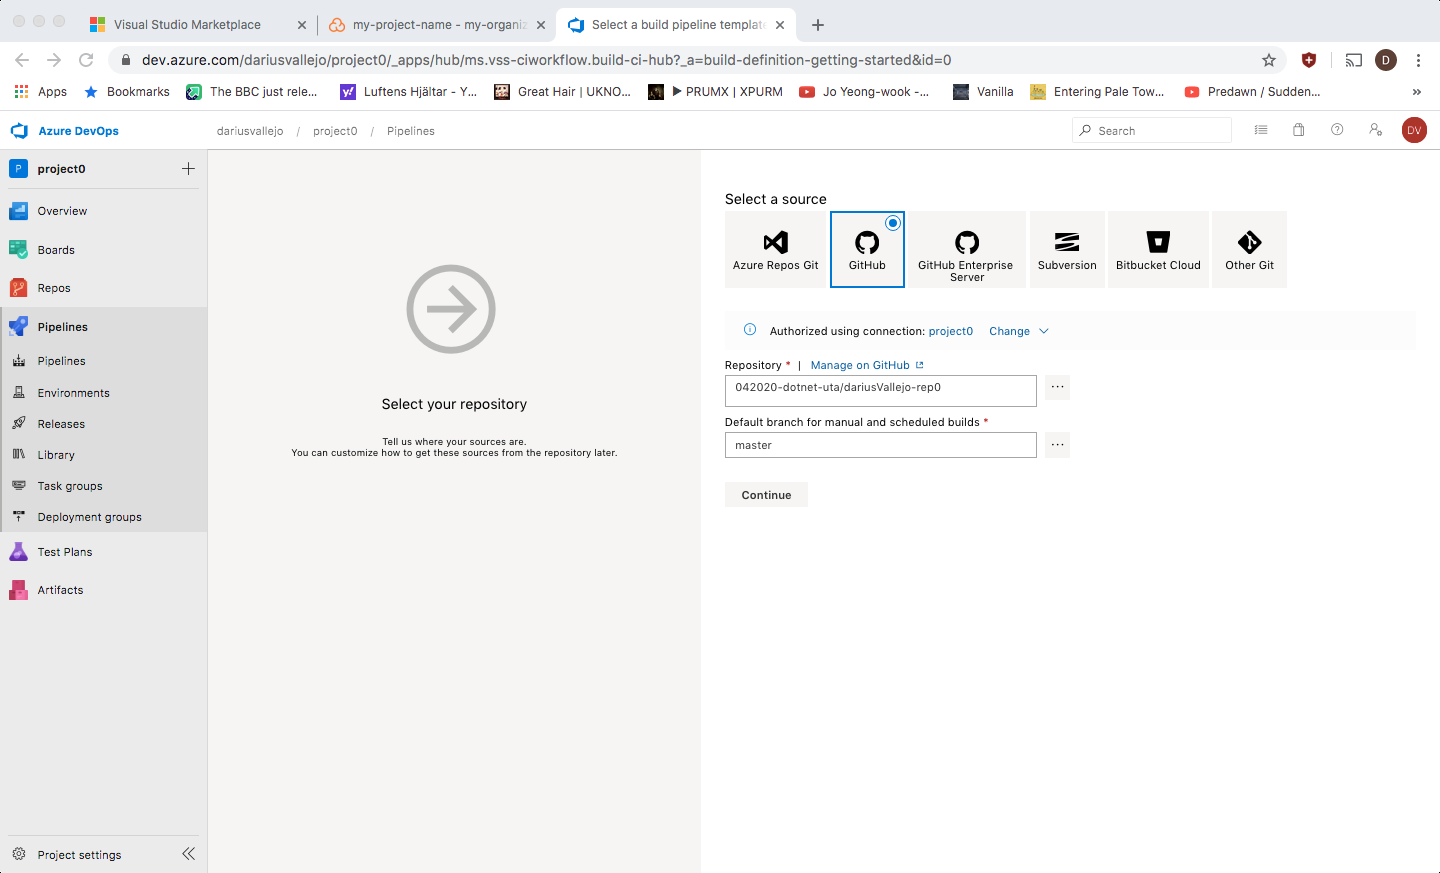 Visual Studio Marketplace
my-project-name - my-organiz
Select a build pipeline template
dev.azure.com/dariusvallejo/project0/_apps/hub/ms.vss-ciworkflow.build-ci-hub?_a=build-definition-getting-started&id=0
D
Apps
Bookmarks
The BBC just rele...
Luftens Hjältar - Y...
Great Hair | UKNO...
▶ PRUMX | XPURM
Jo Yeong-wook -...
Vanilla
Entering Pale Tow...
Predawn / Sudden...
»
Azure DevOps
dariusvallejo / project0 / Pipelines
Search
DV
P project0
Overview
Boards
Repos
Pipelines
Pipelines
Environments
Releases
Library
Task groups
Deployment groups
Test Plans
Artifacts
Project settings
Select your repository
Tell us where your sources are.
You can customize how to get these sources from the repository later.
Select a source
Azure Repos Git
GitHub
GitHub Enterprise
Server
Subversion
Bitbucket Cloud
Other Git
Authorized using connection: project0 Change
Repository * | Manage on GitHub
042020-dotnet-uta/dariusVallejo-rep0
...
Default branch for manual and scheduled builds *
master
...
Continue